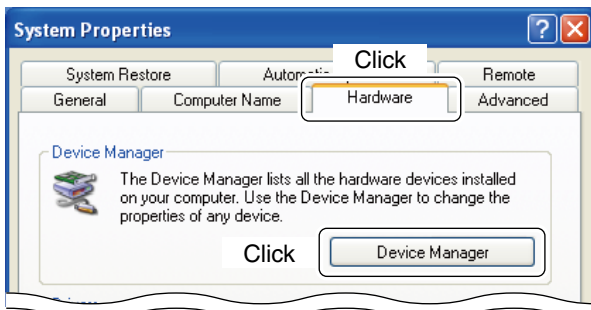 System Properties
Click
System Restore
Remote
General
Computer Name
Hardware
Advanced
Device Manager
The Device Manager lists all the hardware devices installed
on your computer. Use the Device Manager to change the
properties of any device.
Click
Device Manager